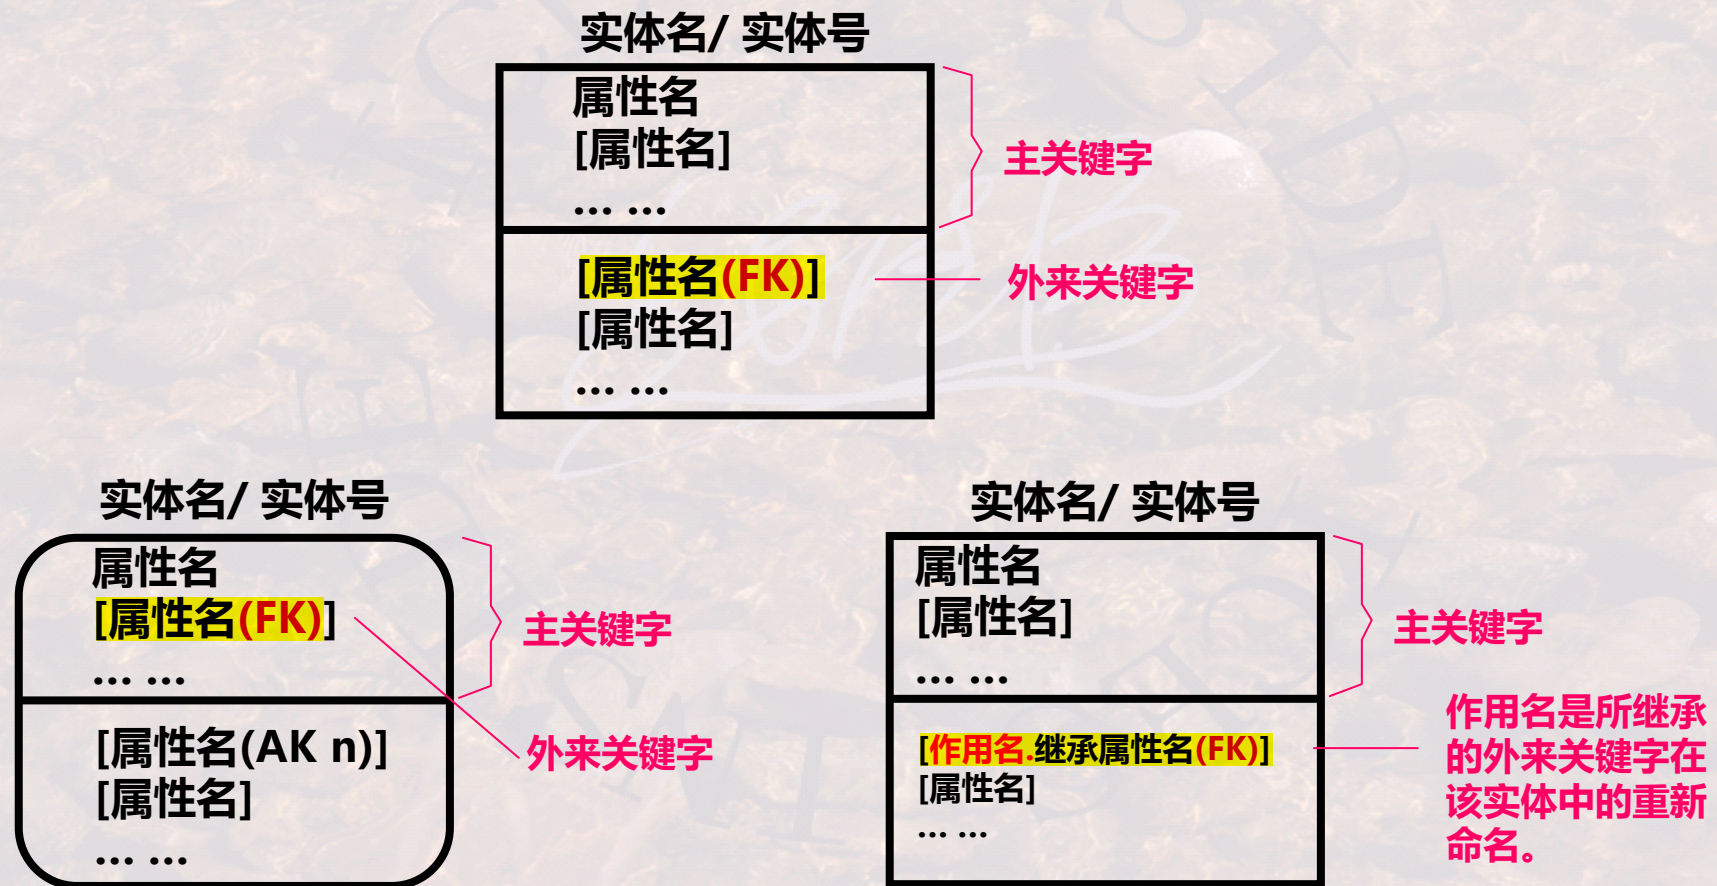 实体名/ 实体号
属性名
[属性名]
... ...
主关键字
[属性名(FK)]
外来关键字
[属性名]
... ...
实体名/ 实体号
属性名
[属性名(FK)]
... ...
主关键字
[属性名(AK n)]
外来关键字
[属性名]
... ...
实体名/ 实体号
属性名
[属性名]
... ...
主关键字
[作用名.继承属性名(FK)]
[属性名]
... ...
作用名是所继承
的外来关键字在
该实体中的重新
命名。